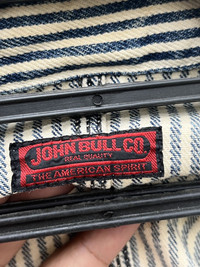 JOHN BULL CO.
REAL QUALITY
THE AMERICAN SPIRIT